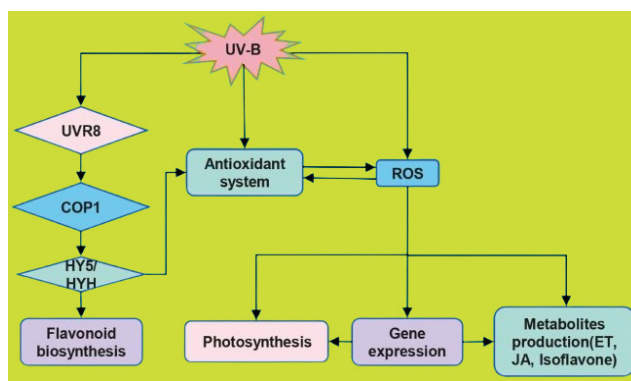 UV-B
UVR8
Antioxidant
system
ROS
COP1
HY5/
HYH
Flavonoid
biosynthesis
Photosynthesis
Gene
expression
Metabolites
production(ET,
JA, Isoflavone)